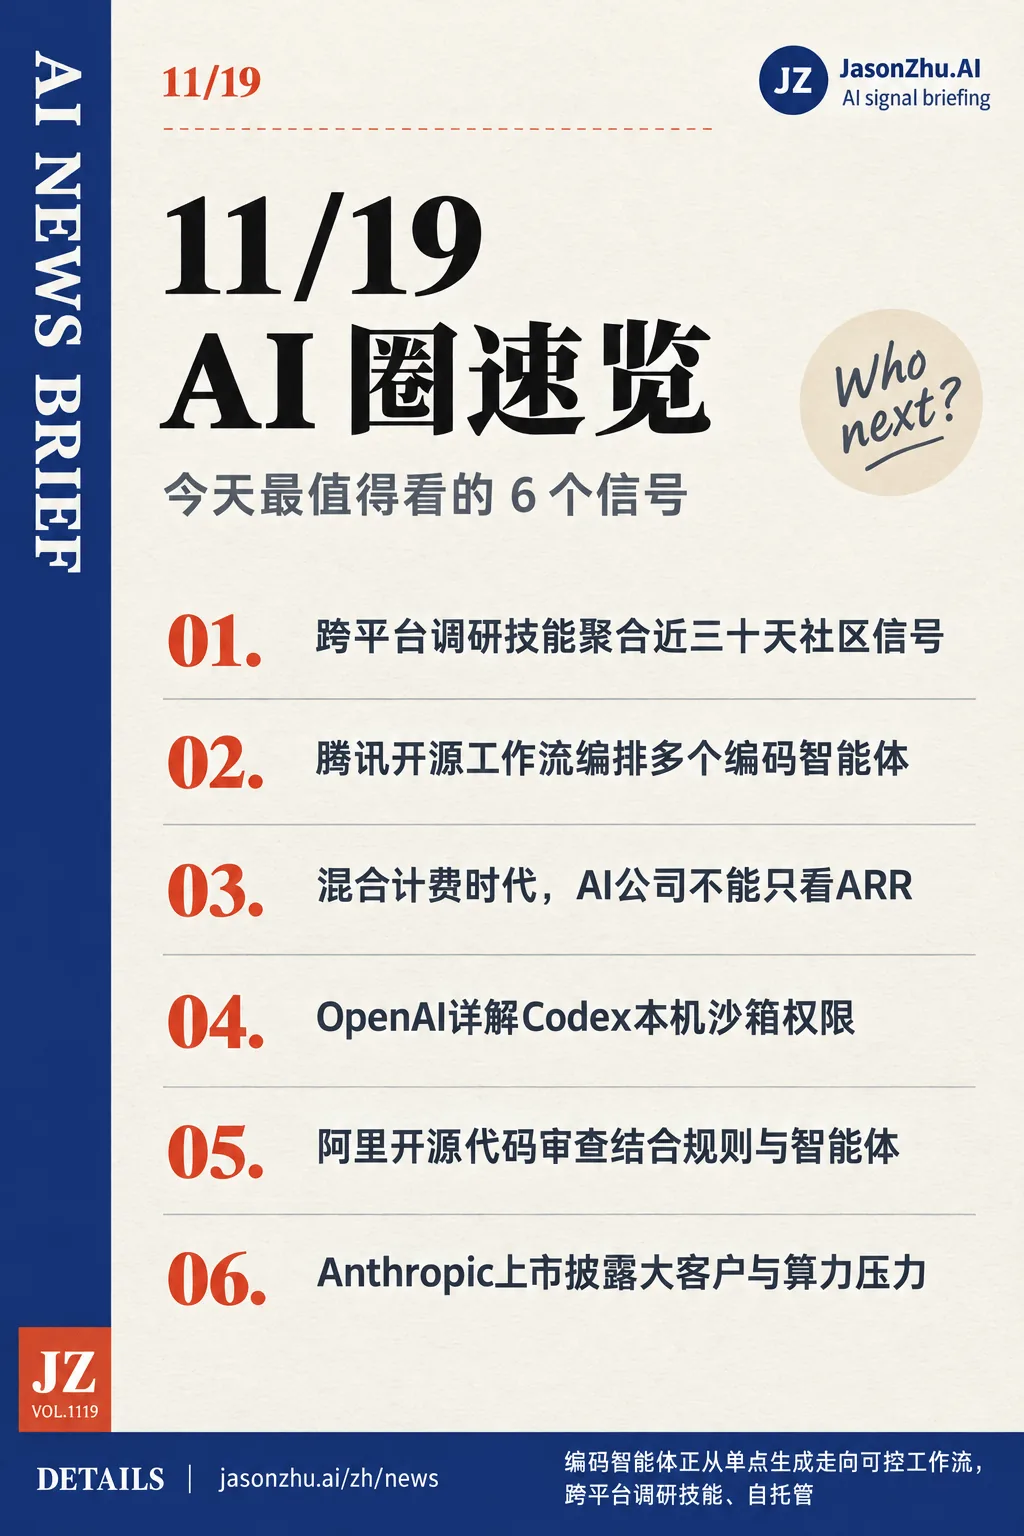 AI NEWS BRIEF
11/19
JZ
JasonZhu.AI
AI signal briefing
11/19
AI 圈速览
今天最值得看的 6 个信号
Who
next?
01. 跨平台调研技能聚合近三十天社区信号
02. 腾讯开源工作流编排多个编码智能体
03. 混合计费时代，AI公司不能只看ARR
04. OpenAI详解Codex本机沙箱权限
05. 阿里开源代码审查结合规则与智能体
06. Anthropic上市披露大客户与算力压力
JZ
VOL.1119
DETAILS | jasonzhu.ai/zh/news
编码智能体正从单点生成走向可控工作流，
跨平台调研技能、自托管